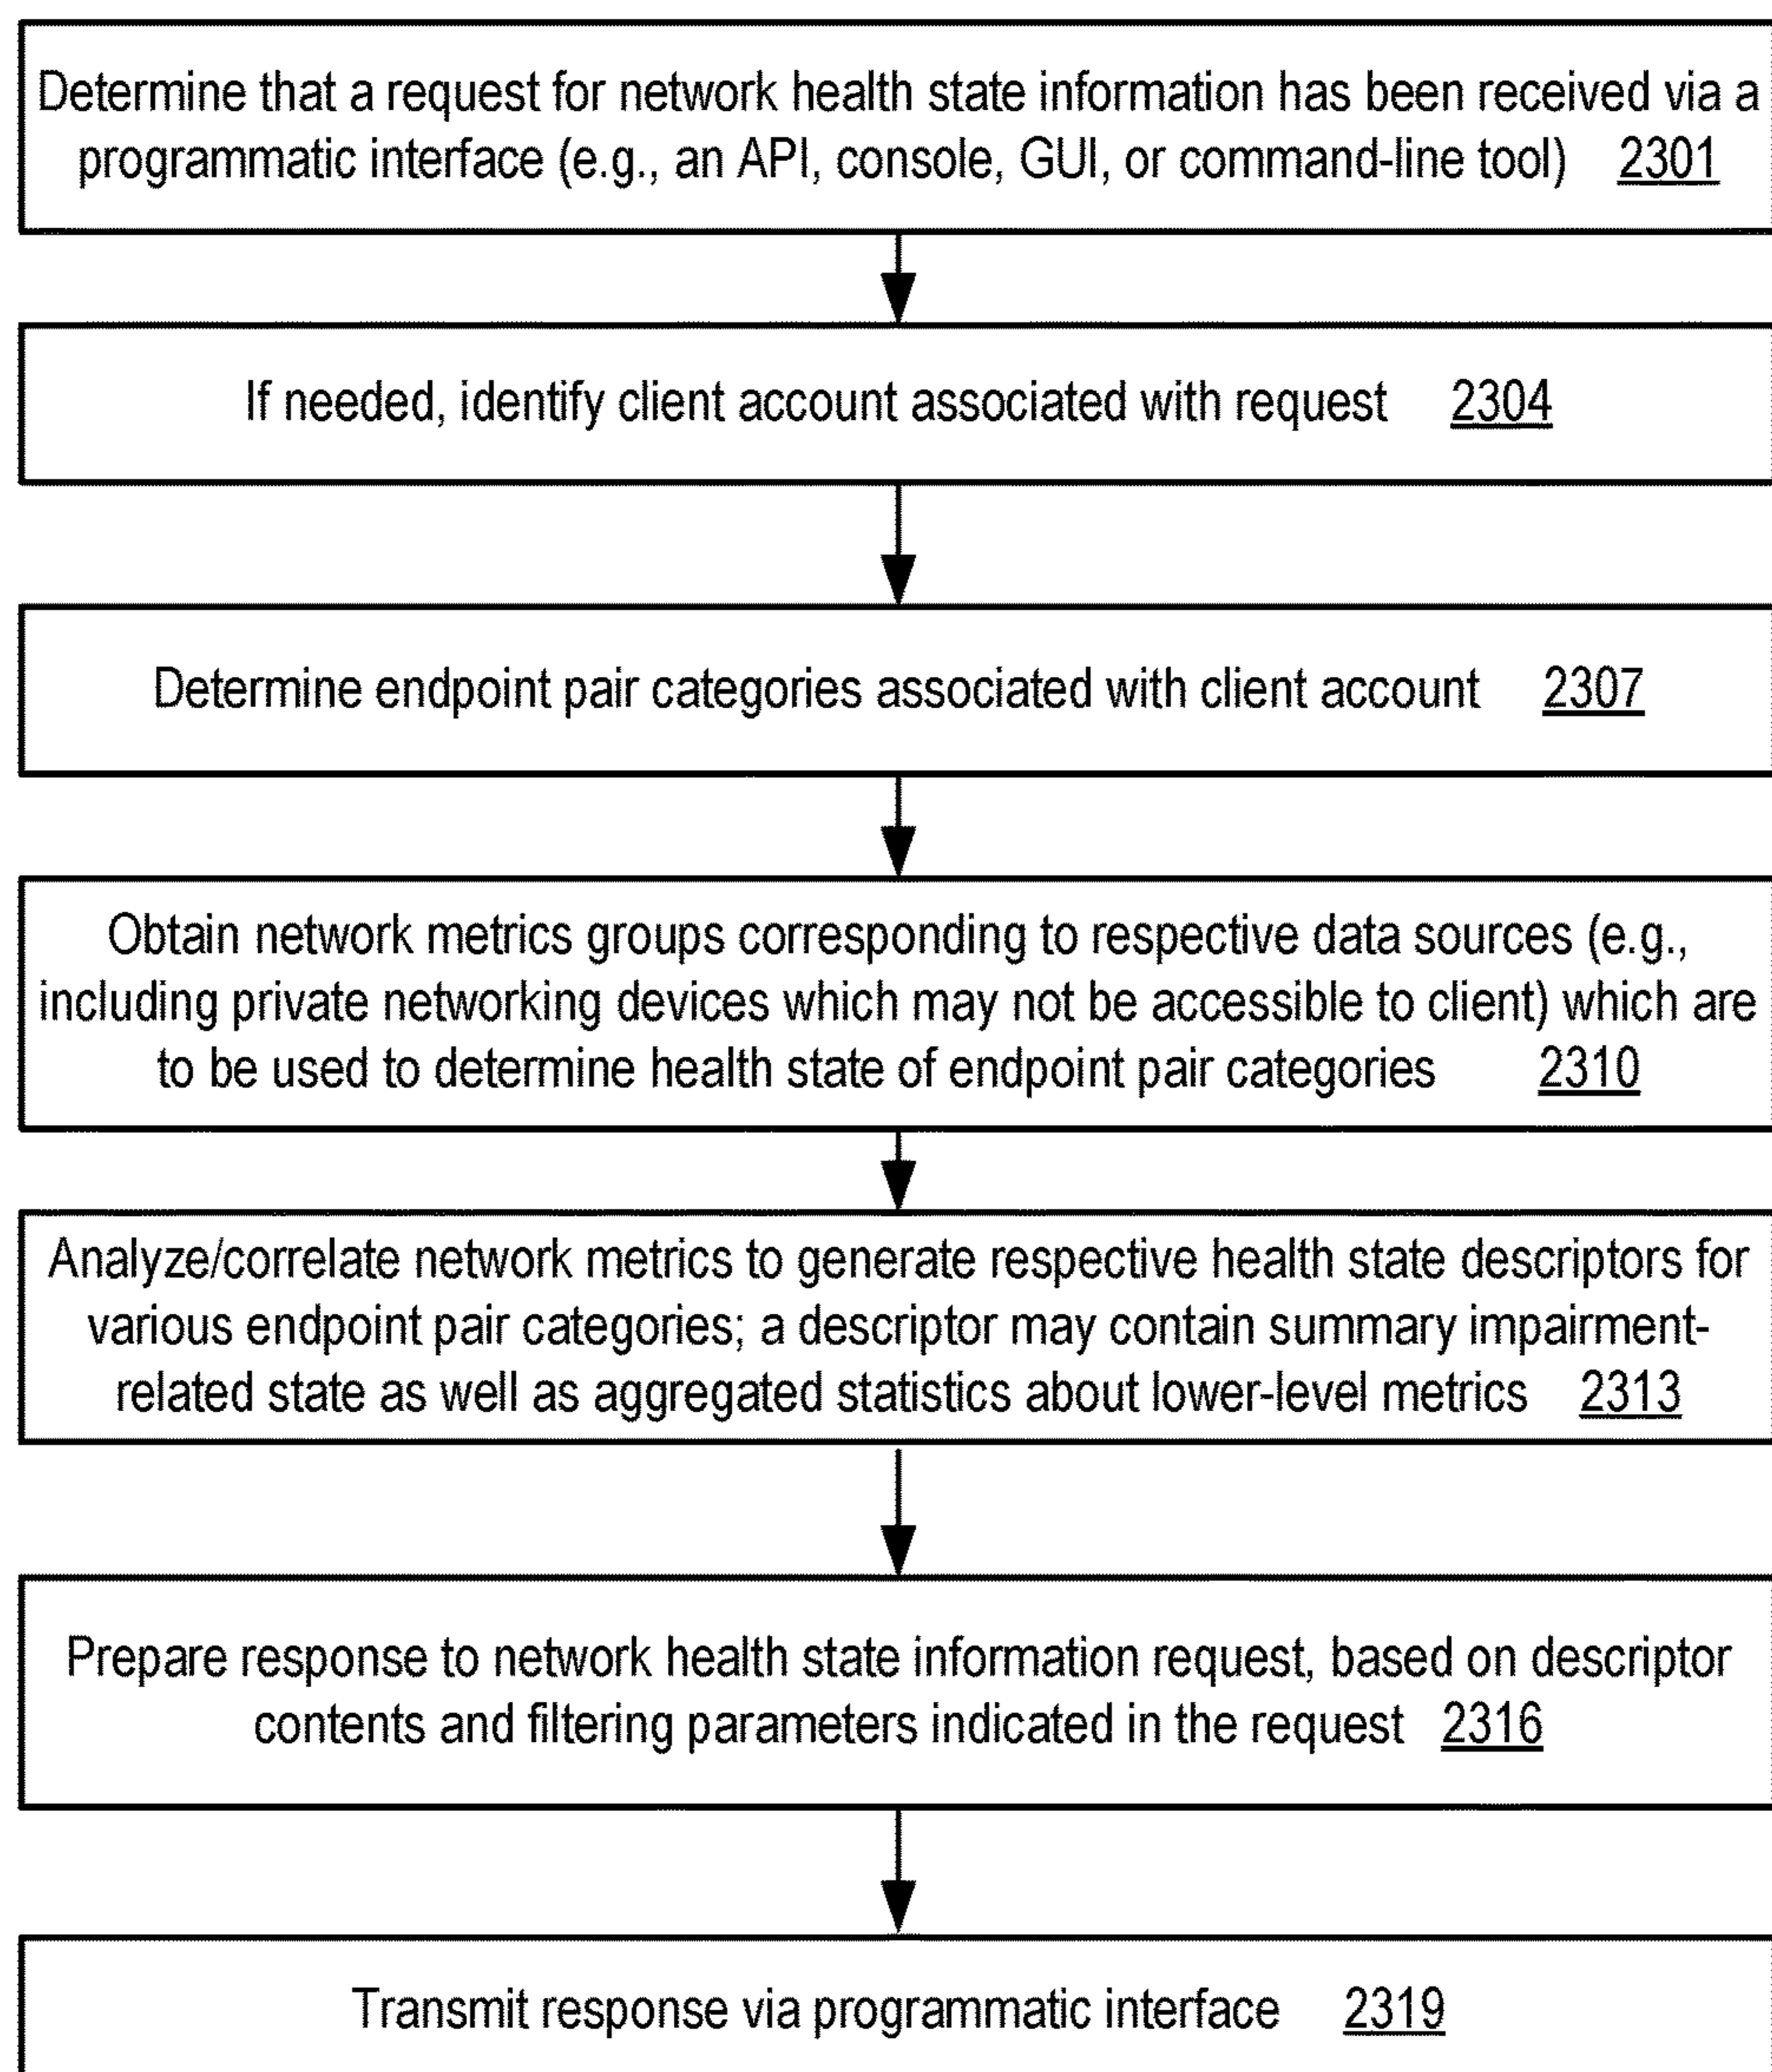 Determine that a request for network health state information has been received via a
programmatic interface (e.g., an API, console, GUI, or command-line tool) 2301
If needed, identify client account associated with request 2304
Determine endpoint pair categories associated with client account 2307
Obtain network metrics groups corresponding to respective data sources (e.g.,
including private networking devices which may not be accessible to client) which are
to be used to determine health state of endpoint pair categories 2310
Analyze/correlate network metrics to generate respective health state descriptors for
various endpoint pair categories; a descriptor may contain summary impairment-
related state as well as aggregated statistics about lower-level metrics 2313
Prepare response to network health state information request, based on descriptor
contents and filtering parameters indicated in the request 2316
Transmit response via programmatic interface 2319